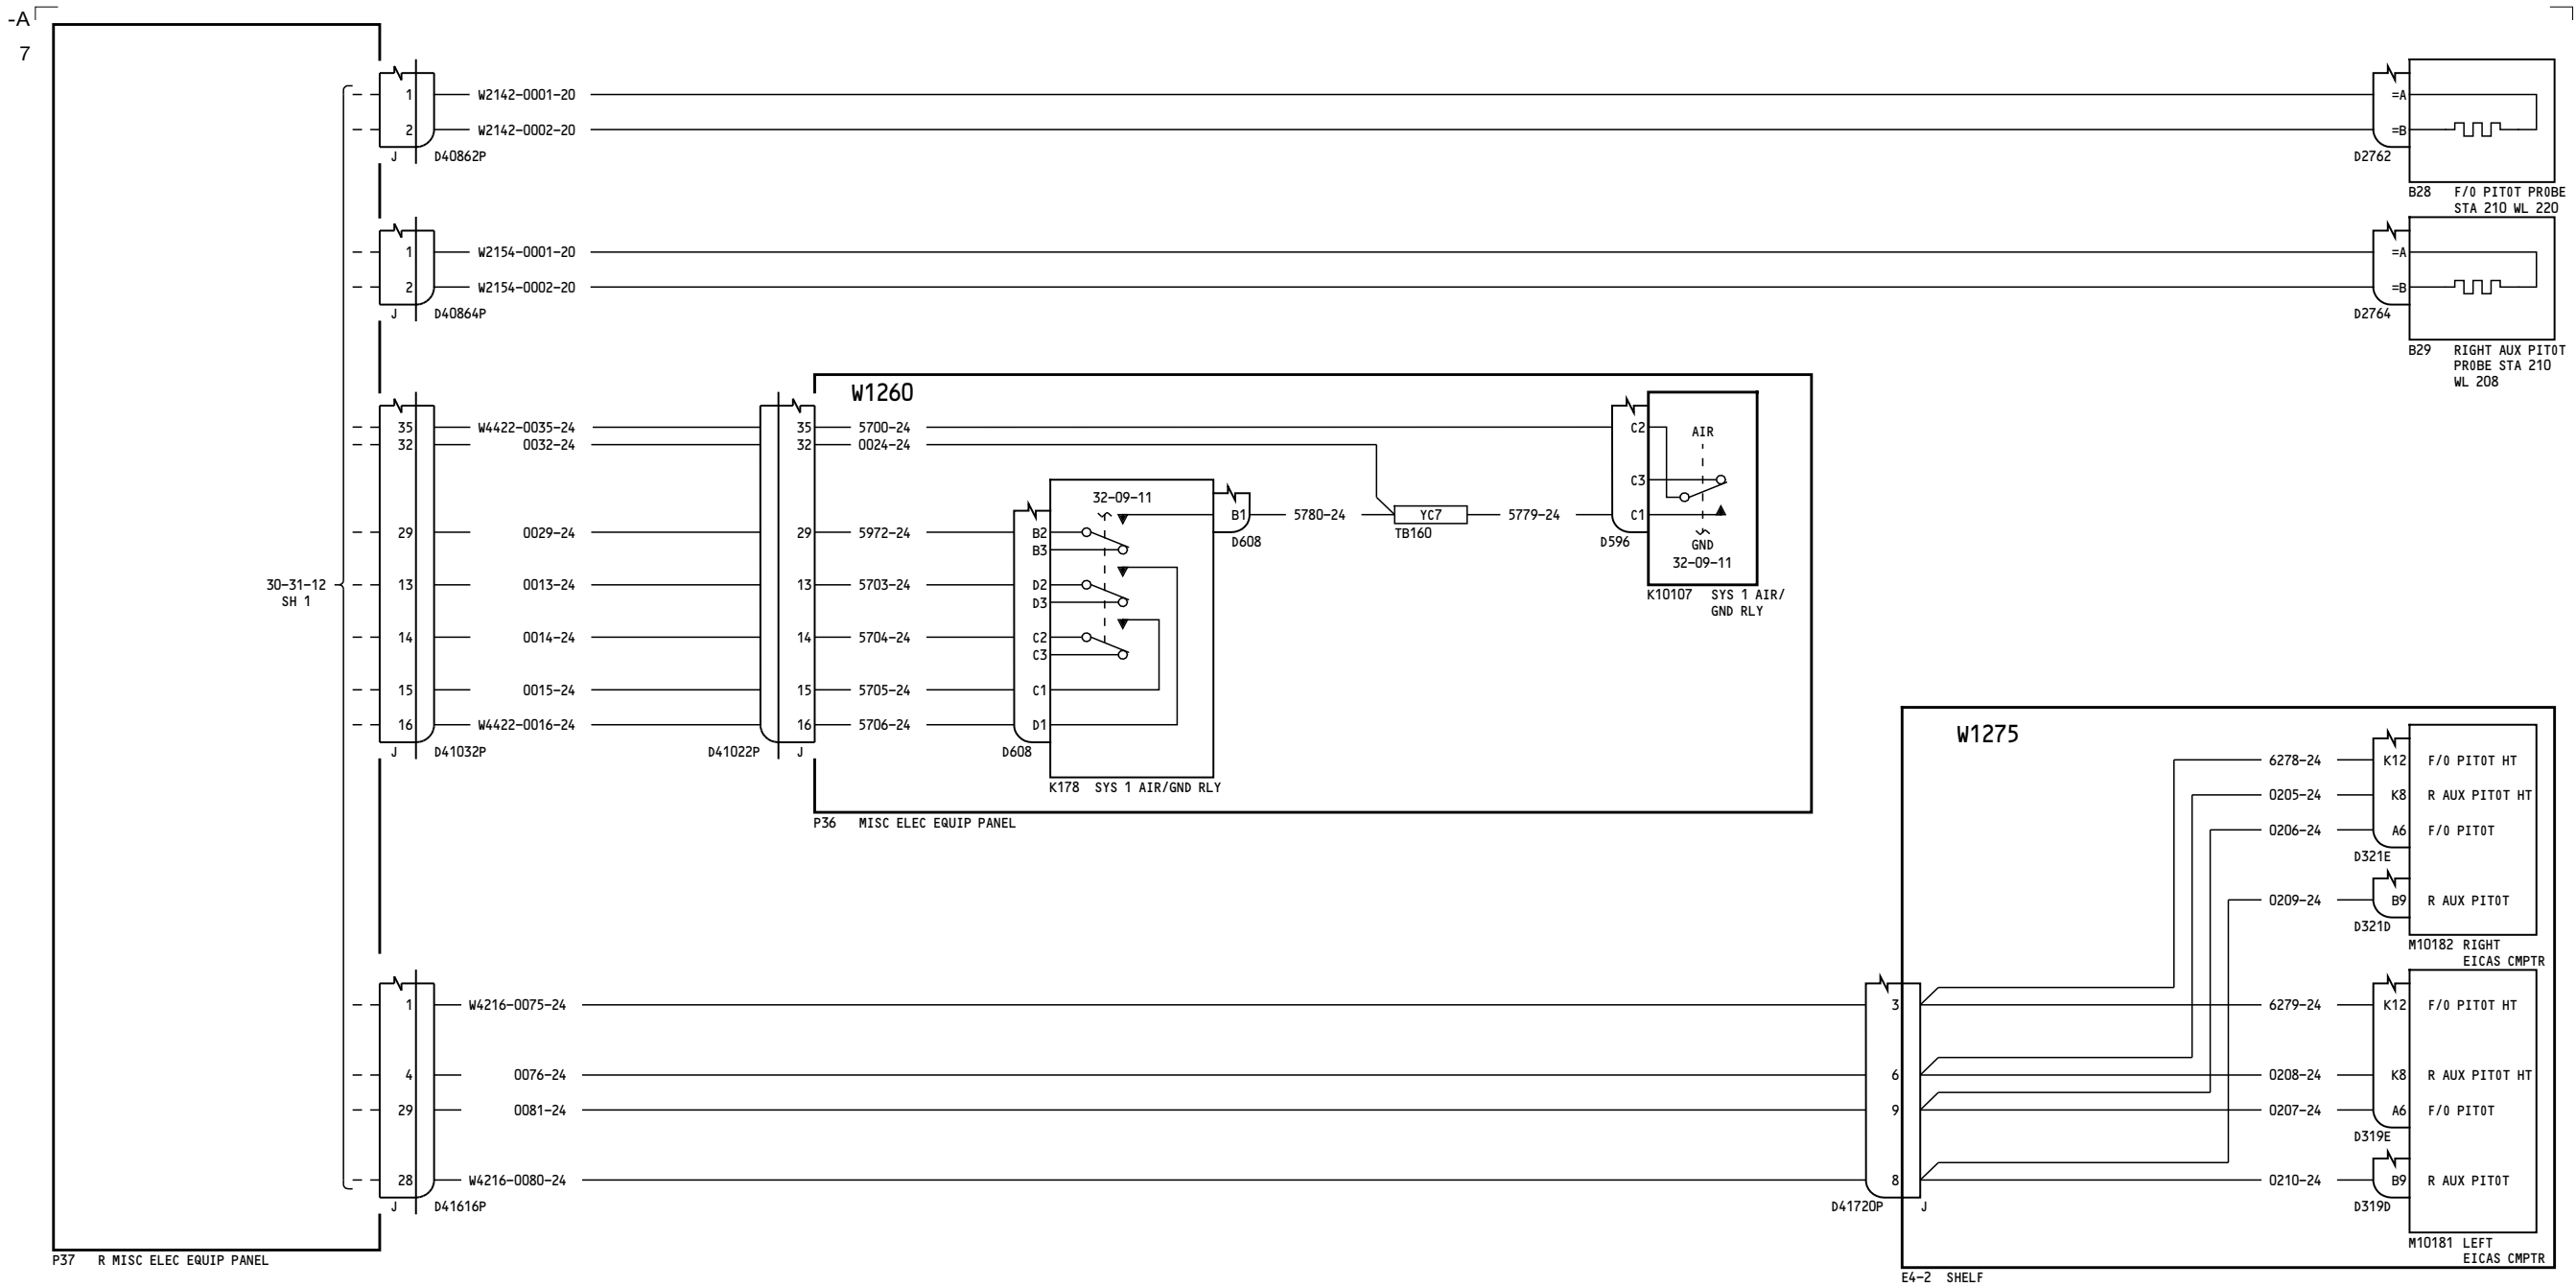 -A
7
1 W2142-0001-20 =A
2 W2142-0002-20 =B
J D40862P D2762
B28 F/O PITOT PROBE
STA 210 WL 220
1 W2154-0001-20 =A
2 W2154-0002-20 =B
J D40864P D2764
B29 RIGHT AUX PITOT
PROBE STA 210
WL 208
W1260
35 W4422-0035-24 35 5700-24 C2 AIR
32 0032-24 32 0024-24
C3
32-09-11 B1 5780-24 YC7 5779-24 C1
D608 TB160 D596
29 0029-24 29 5972-24 B2
B3
GND
32-09-11
K10107 SYS 1 AIR/
GND RLY
30-31-12
SH 1
13 0013-24 13 5703-24 D2
D3
14 0014-24 14 5704-24 C2
C3
15 0015-24 15 5705-24 C1
16 W4422-0016-24 16 5706-24 D1
J D41032P D41022P J D608
K178 SYS 1 AIR/GND RLY
P36 MISC ELEC EQUIP PANEL
W1275
6278-24 K12 F/O PITOT HT
0205-24 K8 R AUX PITOT HT
0206-24 A6 F/O PITOT
D321E
0209-24 B9 R AUX PITOT
D321D
M10182 RIGHT
EICAS CMPTR
1 W4216-0075-24 3 6279-24 K12 F/O PITOT HT
4 0076-24 6 0208-24 K8 R AUX PITOT HT
29 0081-24 9 0207-24 A6 F/O PITOT
D319E
28 W4216-0080-24 8 0210-24 B9 R AUX PITOT
J D41616P D41720P J D319D
M10181 LEFT
EICAS CMPTR
P37 R MISC ELEC EQUIP PANEL
E4-2 SHELF